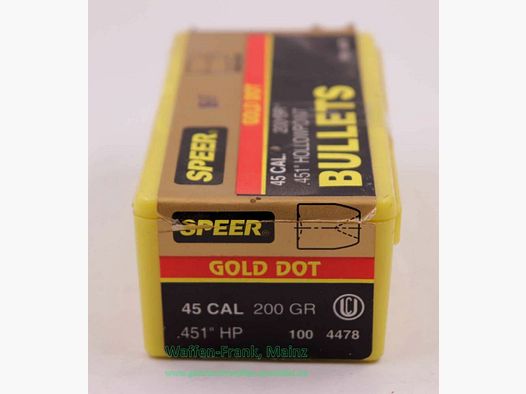 SPEER
GOLD DOT
45 CAL. 200 GR.
.451" HOLLOWPOINT
BULLETS
SPEER
GOLD DOT
45 CAL 200 GR
.451" HP 100 4478
Waffen-Frank, Mainz